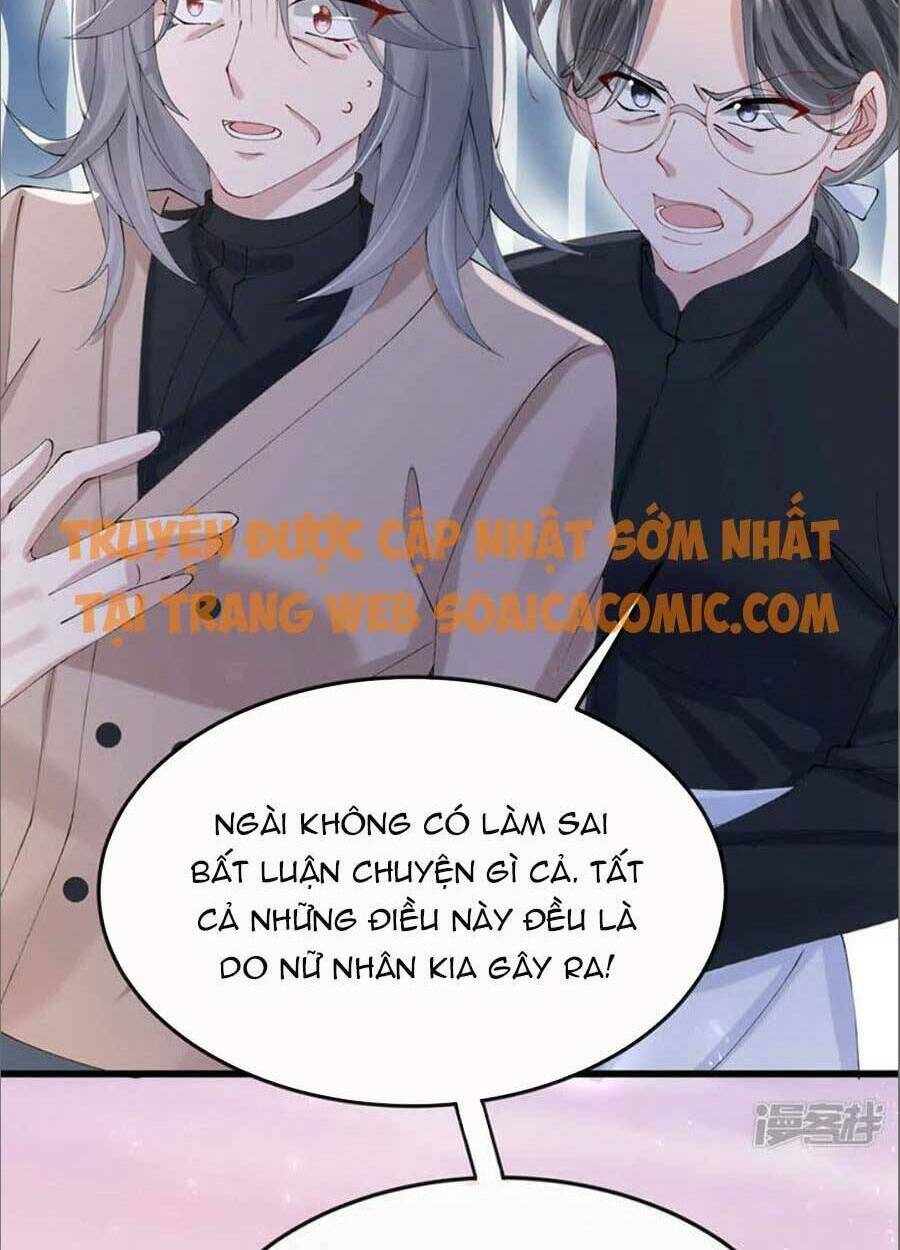 TRUYỆN ĐƯỢC CẬP NHẬT SỚM NHẤT
TẠI TRANG WEB SOAICACOMIC.COM
NGÀI KHÔNG CÓ LÀM SAI
BẤT LUẬN CHUYỆN GÌ CẢ. TẤT
CẢ NHỮNG ĐIỀU NÀY ĐỀU LÀ
DO NỮ NHÂN KIA GÂY RA!
漫客栈